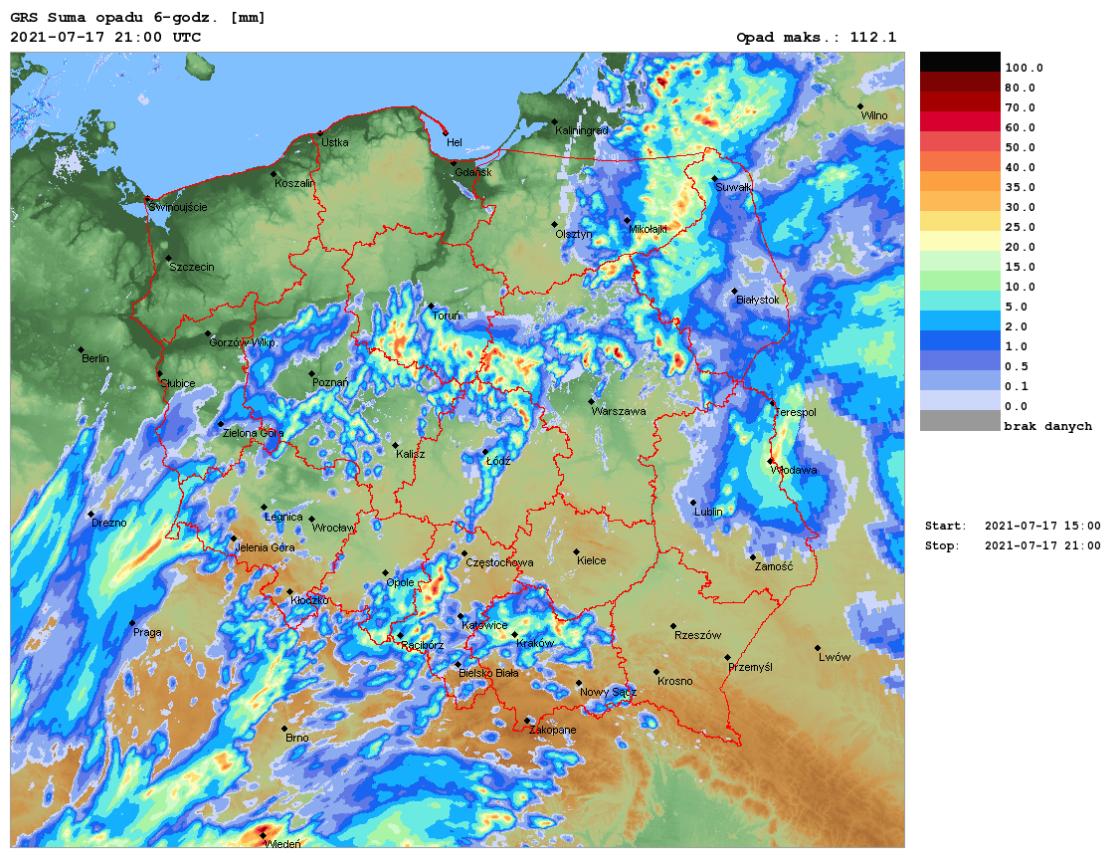 GRS Suma opadu 6-godz. [mm]
2021-07-17 21:00 UTC
Opad maks.: 112.1
100.0
80.0
70.0
60.0
50.0
40.0
35.0
30.0
25.0
20.0
15.0
10.0
5.0
2.0
1.0
0.5
0.1
0.0
brak danych
Start: 2021-07-17 15:00
Stop: 2021-07-17 21:00
Wilno
Kaliningrad
Ustka
Hel
Gdańsk
Koszalin
Suwałk
Świnoujście
Mikołajki
Olsztyn
Szczecin
Białystok
Toruń
Gorzów Wlkp.
Berlin
Słubice
Poznań
Warszawa
Terespol
Zielona Góra
Kalisz
Łódź
Włodawa
Lublin
Drezno
Legnica
Wrocław
Jelenia Góra
Częstochowa
Kielce
Zamość
Opole
Kłodzko
Praga
Katowice
Racibórz
Kraków
Rzeszów
Lwów
Przemyśl
Bielsko Biała
Krosno
Nowy Sącz
Zakopane
Brno
Wiedeń